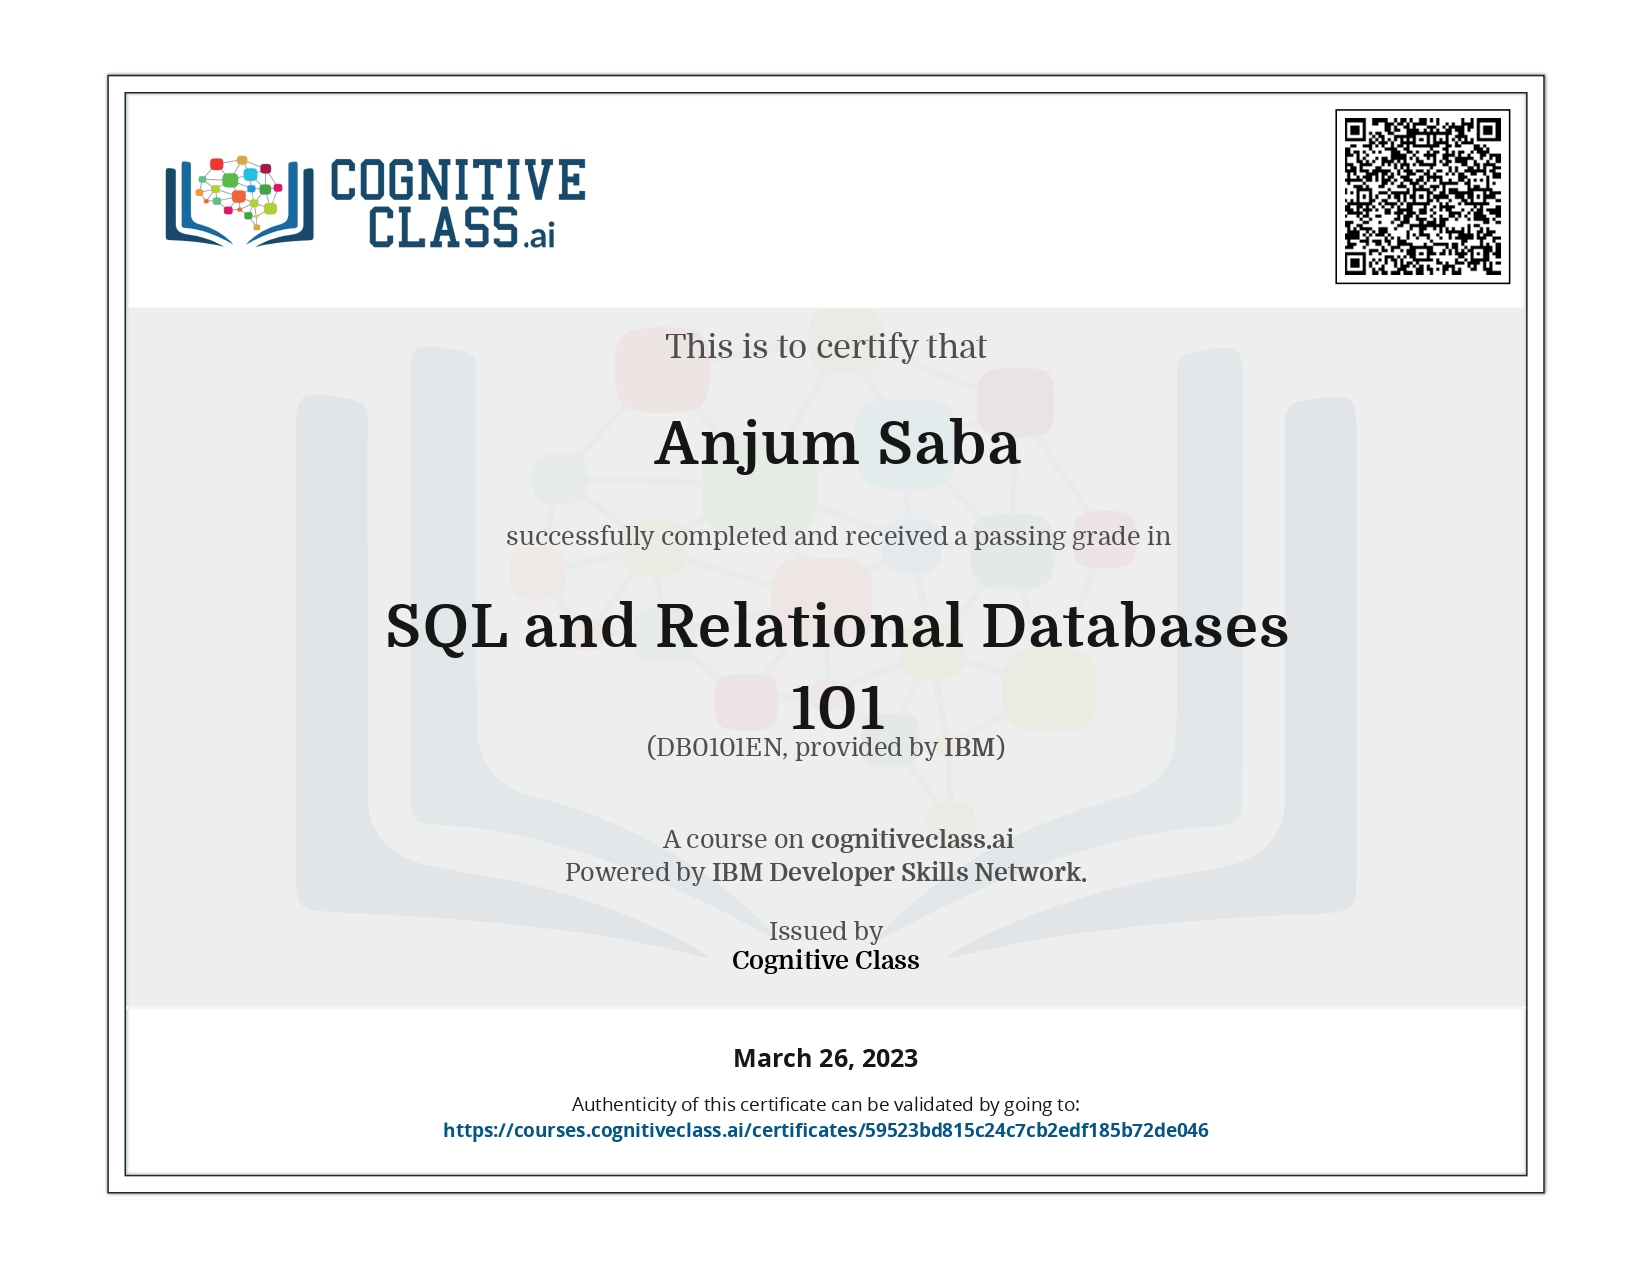 COGNITIVE
CLASS.ai
This is to certify that
Anjum Saba
successfully completed and received a passing grade in
SQL and Relational Databases
101
(DB0101EN, provided by IBM)
A course on cognitiveclass.ai
Powered by IBM Developer Skills Network.
Issued by
Cognitive Class
March 26, 2023
Authenticity of this certificate can be validated by going to:
https://courses.cognitiveclass.ai/certificates/59523bd815c24c7cb2edf185b72de046